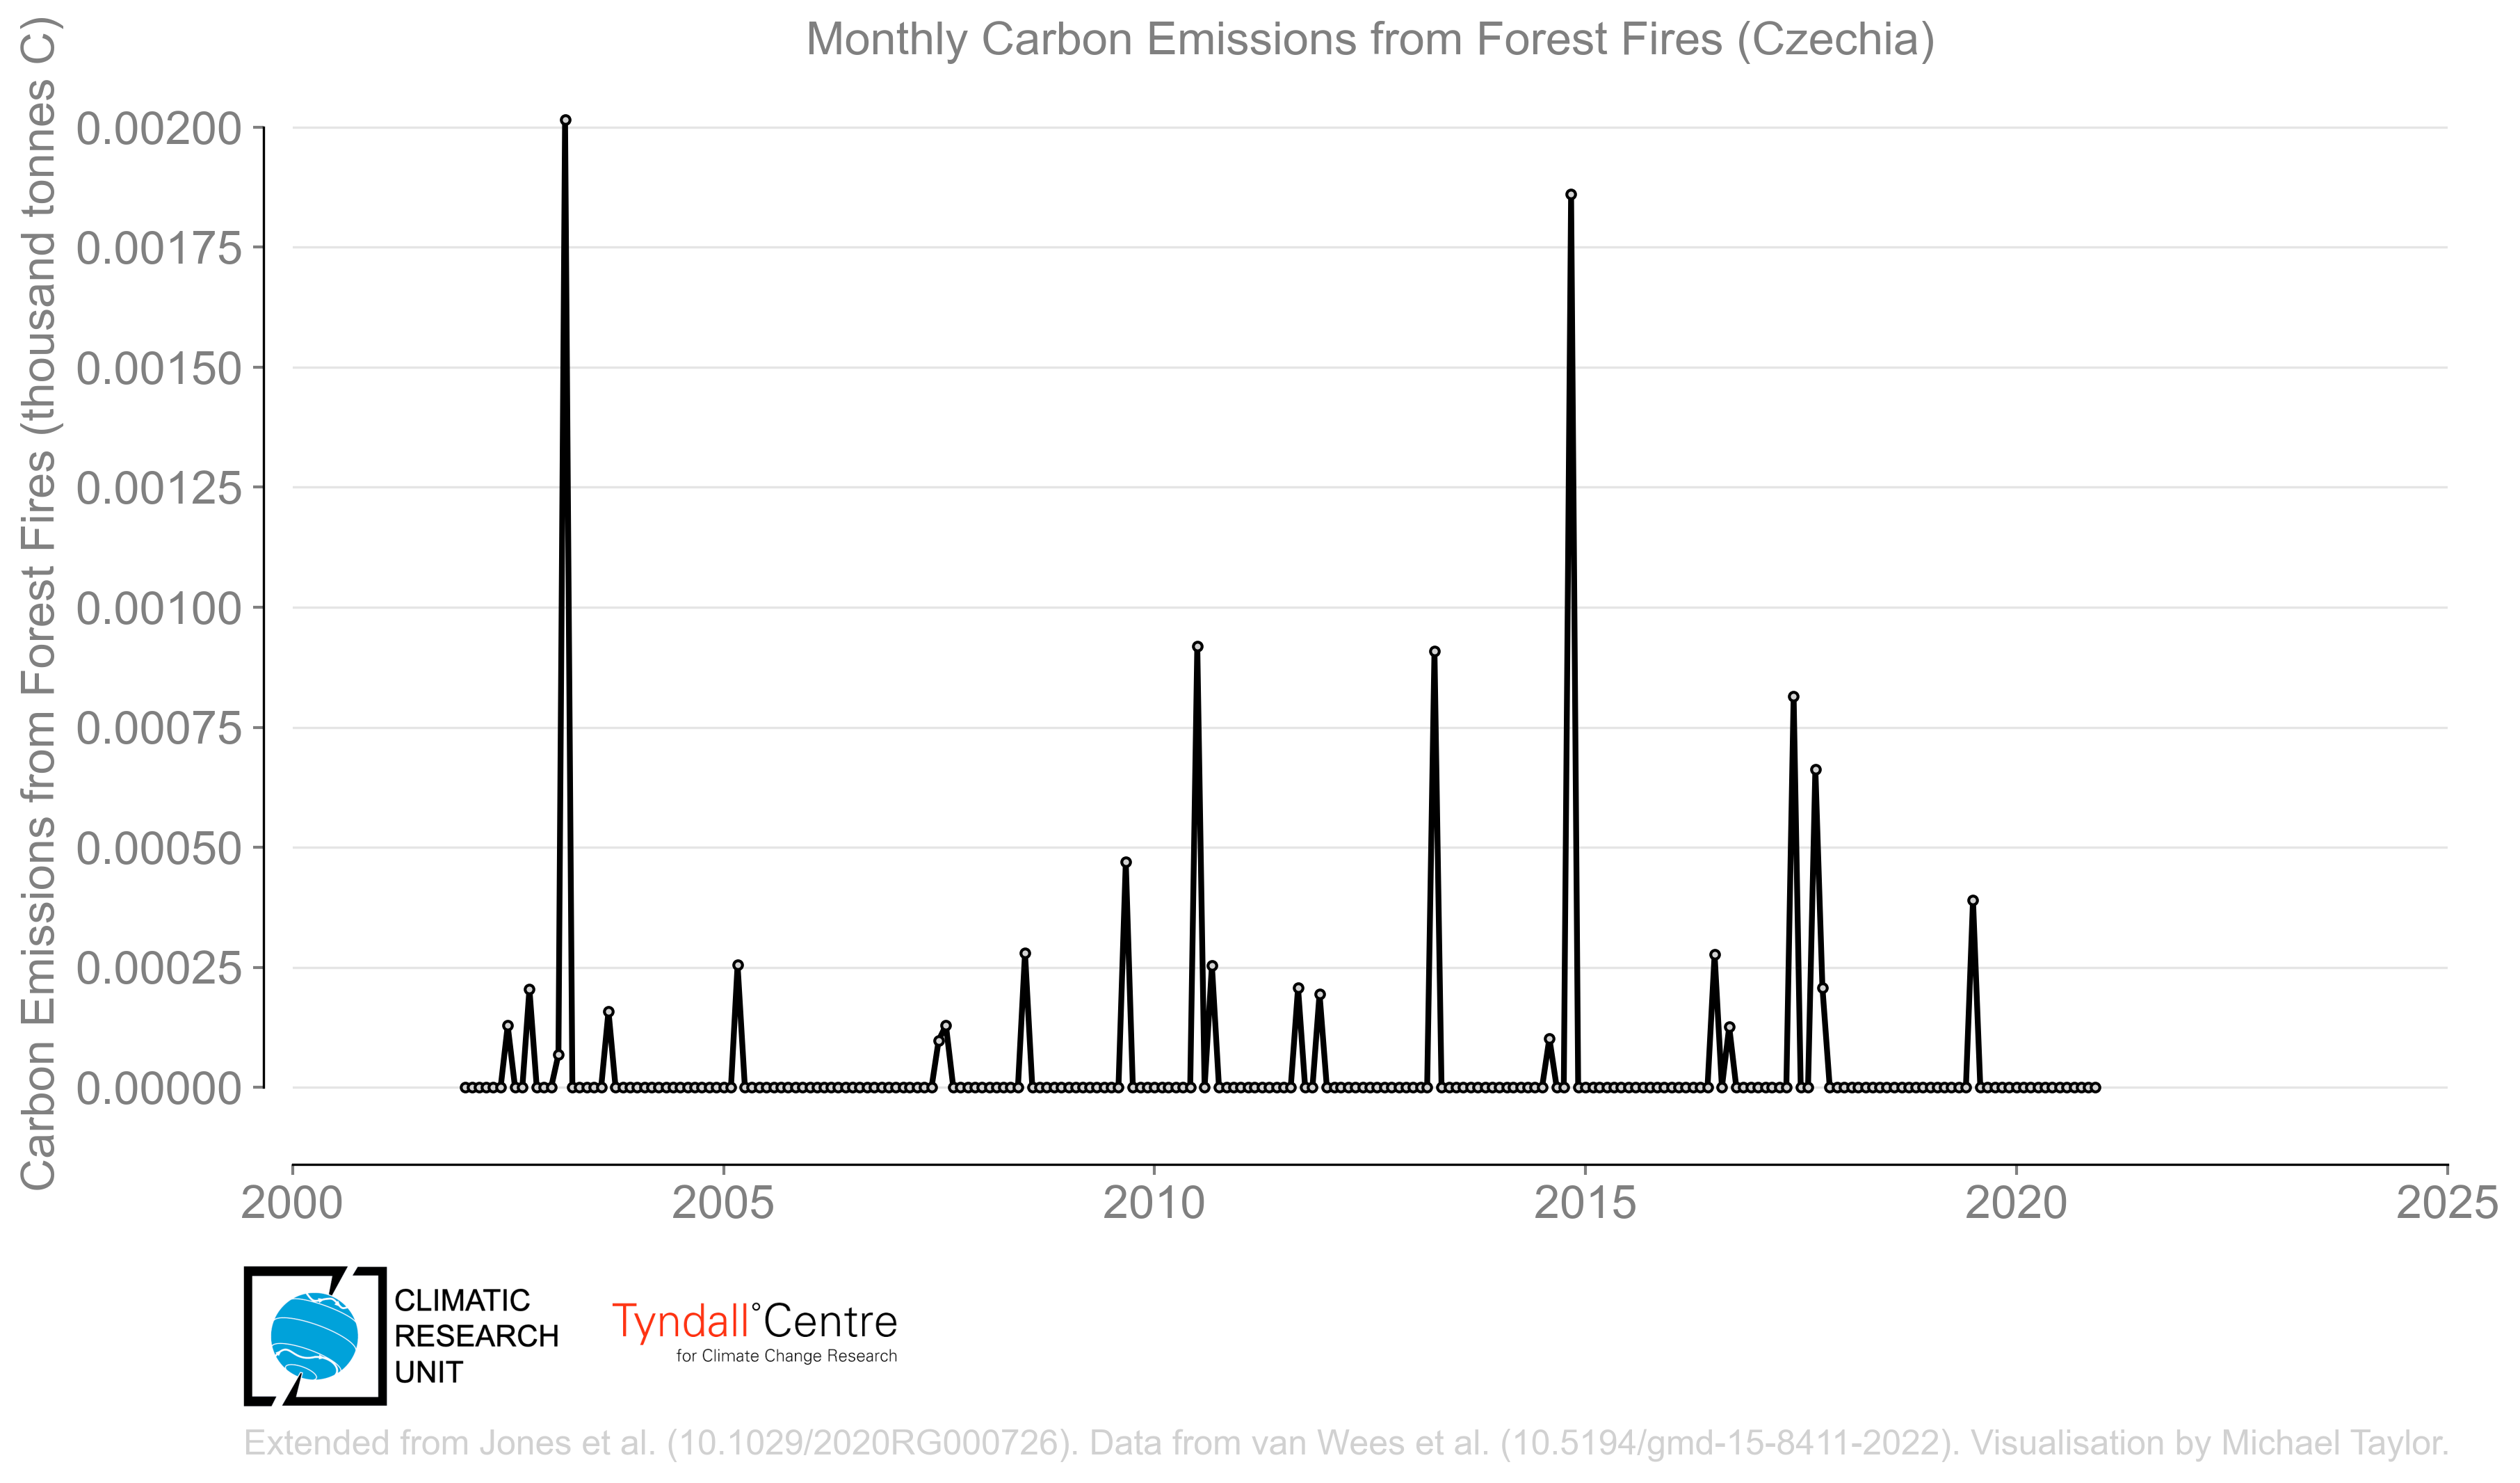 Monthly Carbon Emissions from Forest Fires (Czechia)
Carbon Emissions from Forest Fires (thousand tonnes C)
0.00200
0.00175
0.00150
0.00125
0.00100
0.00075
0.00050
0.00025
0.00000
2000 2005 2010 2015 2020 2025
CLIMATIC
RESEARCH
UNIT
Tyndall°Centre
for Climate Change Research
Extended from Jones et al. (10.1029/2020RG000726). Data from van Wees et al. (10.5194/gmd-15-8411-2022). Visualisation by Michael Taylor.